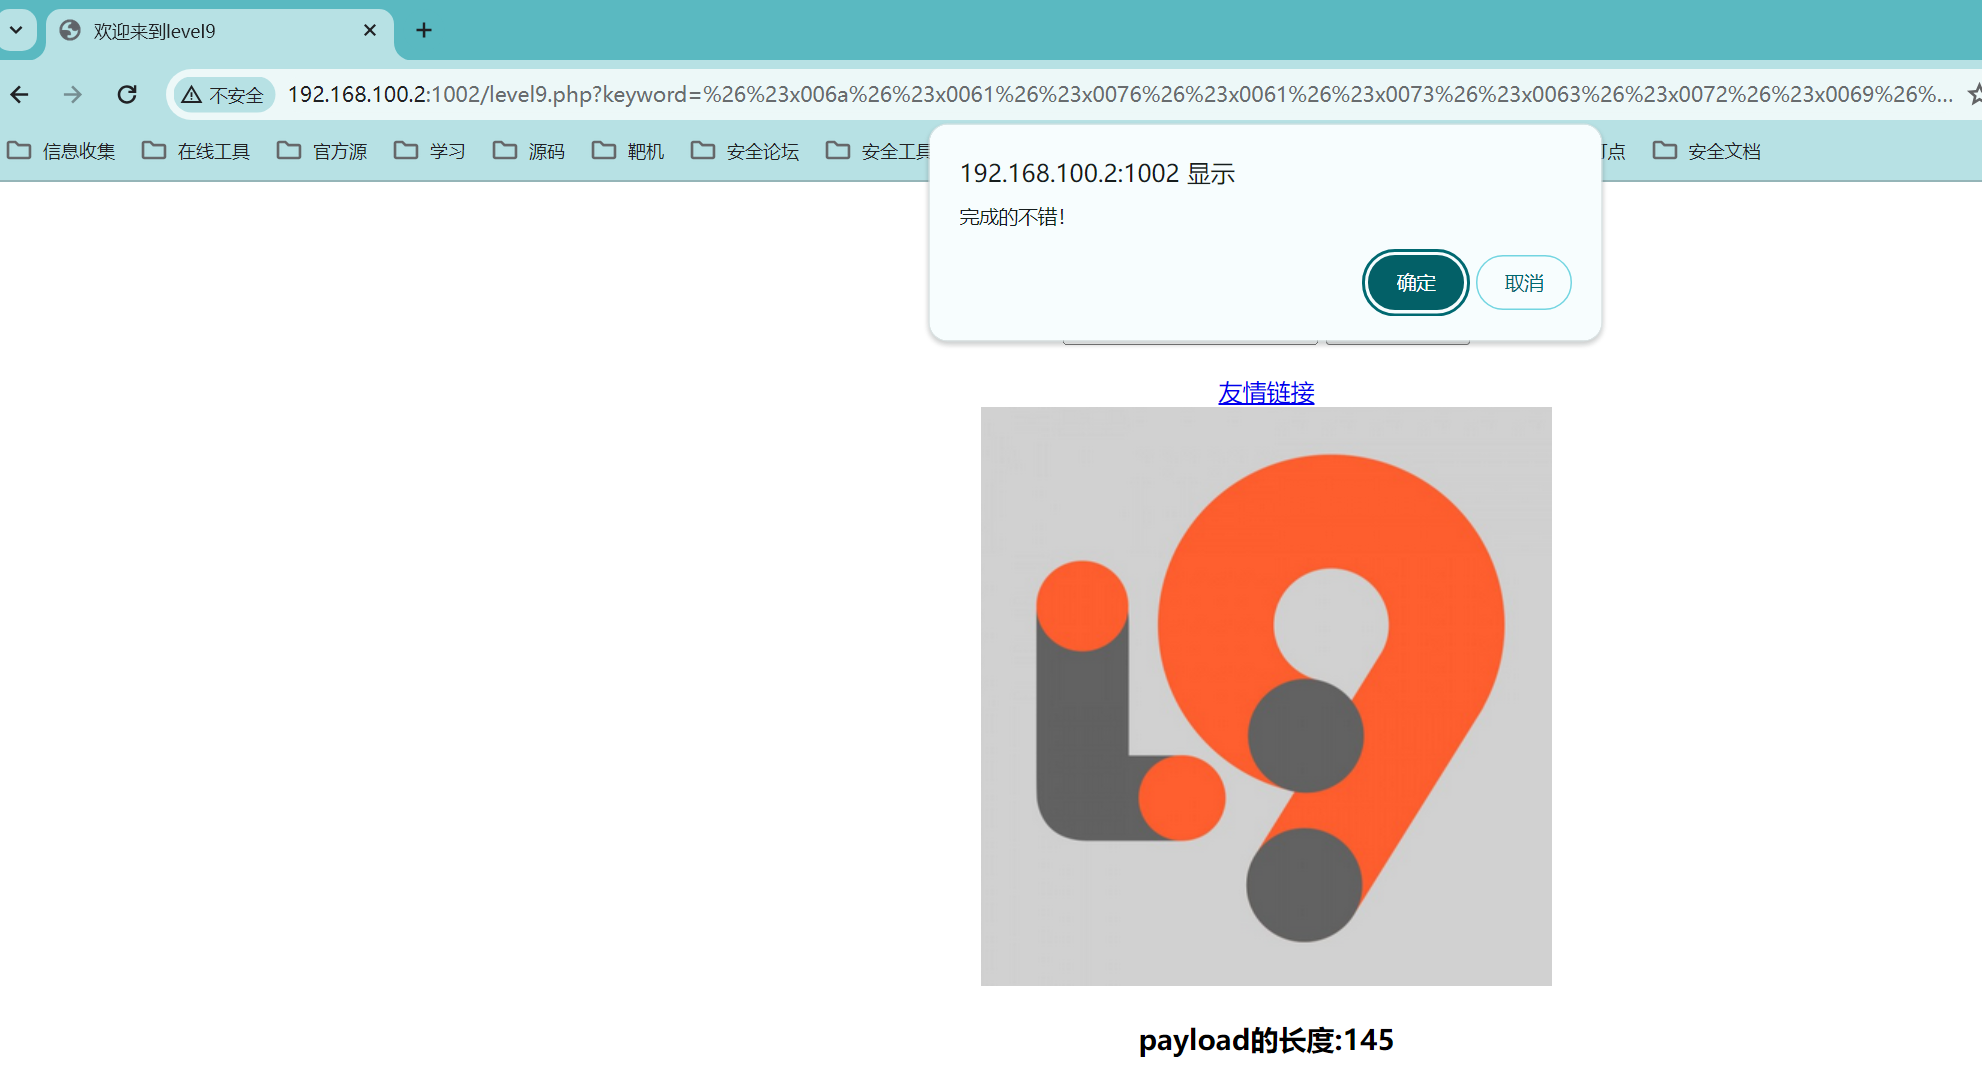 欢迎来到level9
不安全 192.168.100.2:1002/level9.php?keyword=%26%23x006a%26%23x0061%26%23x0076%26%23x0061%26%23x0073%26%23x0063%26%23x0072%26%23x0069%26%...
信息收集 在线工具 官方源 学习 源码 靶机 安全论坛 安全工具 点 安全文档
192.168.100.2:1002 显示
完成的不错！
确定 取消
友情链接
payload的长度:145